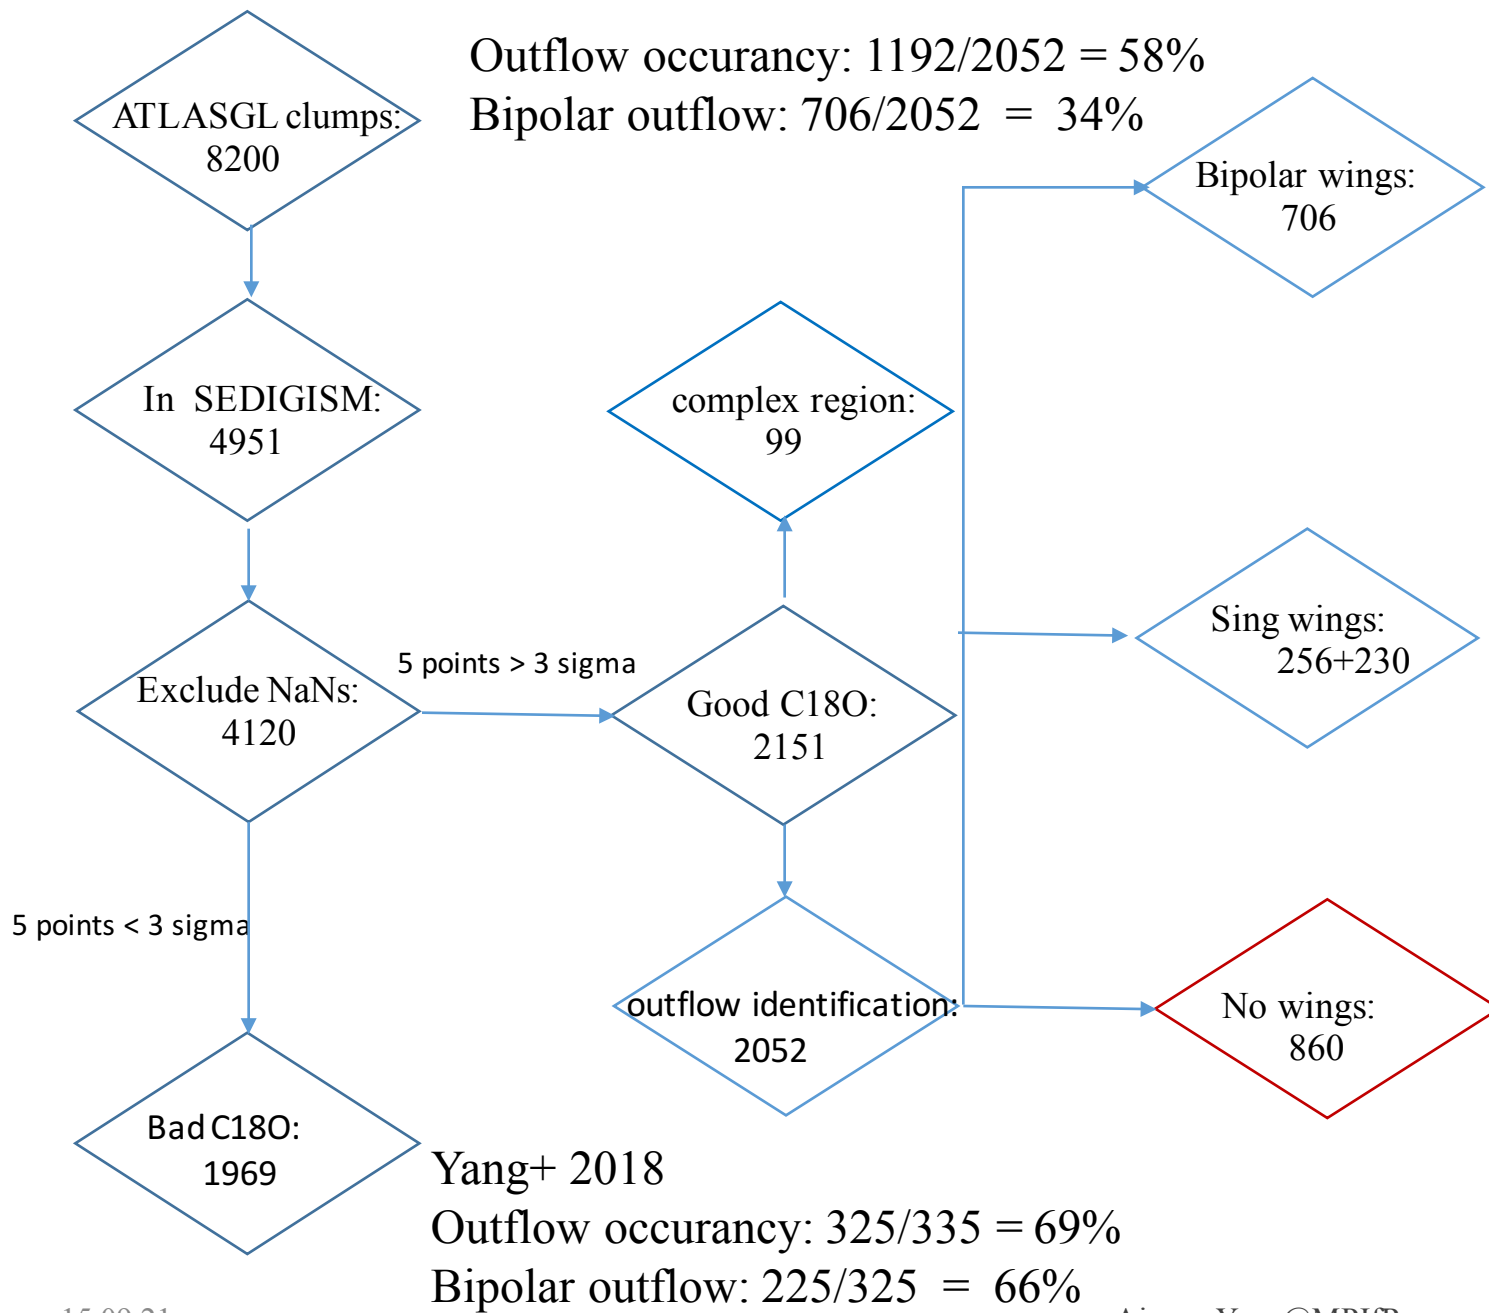 Outflow occurancy: 1192/2052 = 58%
Bipolar outflow: 706/2052 = 34%
ATLASGL clumps:
8200
In SEDIGISM:
4951
Exclude NaNs:
4120
5 points > 3 sigma
5 points < 3 sigma
Bad C18O:
1969
complex region:
99
Good C18O:
2151
outflow identification:
2052
Bipolar wings:
706
Sing wings:
256+230
No wings:
860
Yang+ 2018
Outflow occurancy: 325/335 = 69%
Bipolar outflow: 225/325 = 66%